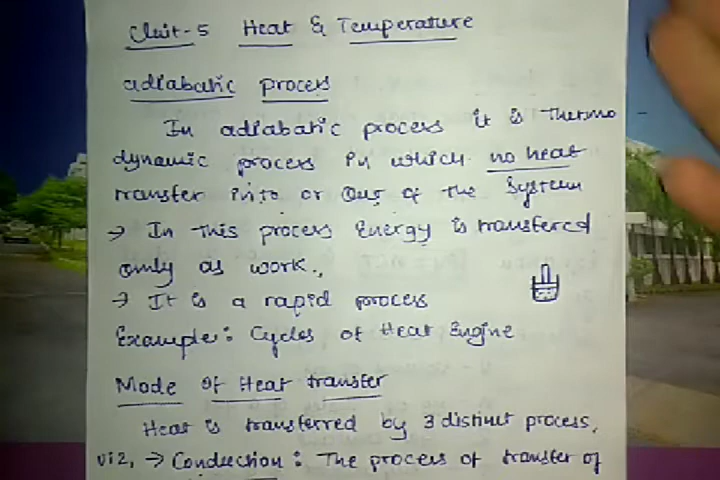 Unit-5 Heat & Temperature
adiabatic process
In adiabatic process it is Thermo
dynamic process in which no heat
transfer into or Out of the System
→ In this process Energy is transfered
only as work.,
→ It is a rapid process
Example: Cycles of Heat Engine
Mode of Heat transfer
Heat is transferred by 3 distinct process,
viz, → Conduction: The process of transfer of